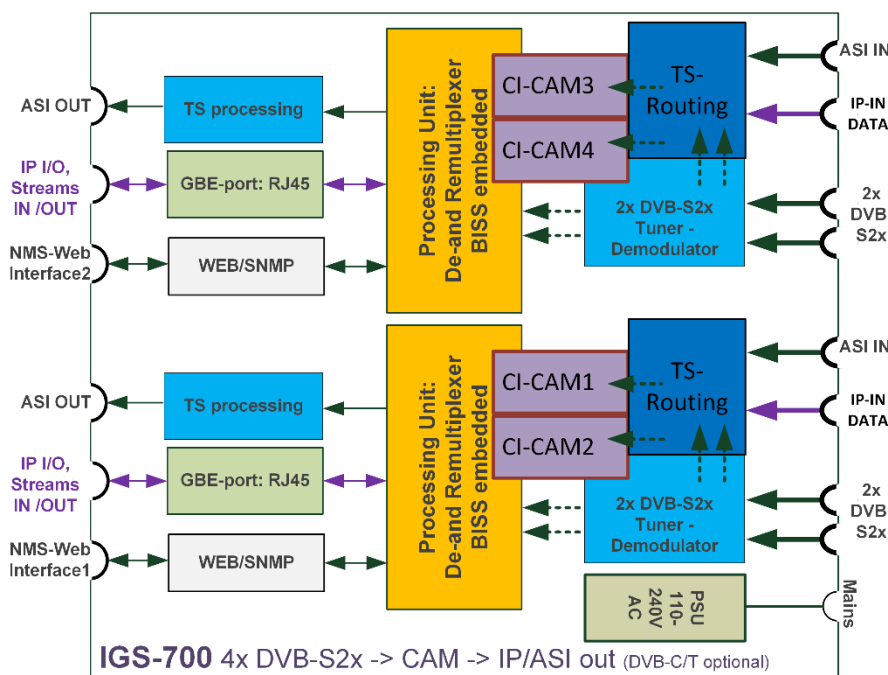 ASI OUT
IP I/O,
Streams
IN /OUT
NMS-Web
Interface2
TS processing
GBE-port: RJ45
WEB/SNMP
Processing Unit:
De-and Remultiplexer
BISS embedded
CI-CAM3
CI-CAM4
TS-
Routing
2x DVB-S2x
Tuner -
Demodulator
ASI IN
IP-IN
DATA
2x
DVB
S2x
ASI OUT
IP I/O,
Streams
IN /OUT
NMS-Web
Interface1
TS processing
GBE-port: RJ45
WEB/SNMP
Processing Unit:
De-and Remultiplexer
BISS embedded
CI-CAM1
CI-CAM2
TS-
Routing
2x DVB-S2x
Tuner -
Demodulator
ASI IN
IP-IN
DATA
2x
DVB
S2x
PSU
110-
240V
AC
Mains
IGS-700 4x DVB-S2x -> CAM -> IP/ASI out (DVB-C/T optional)